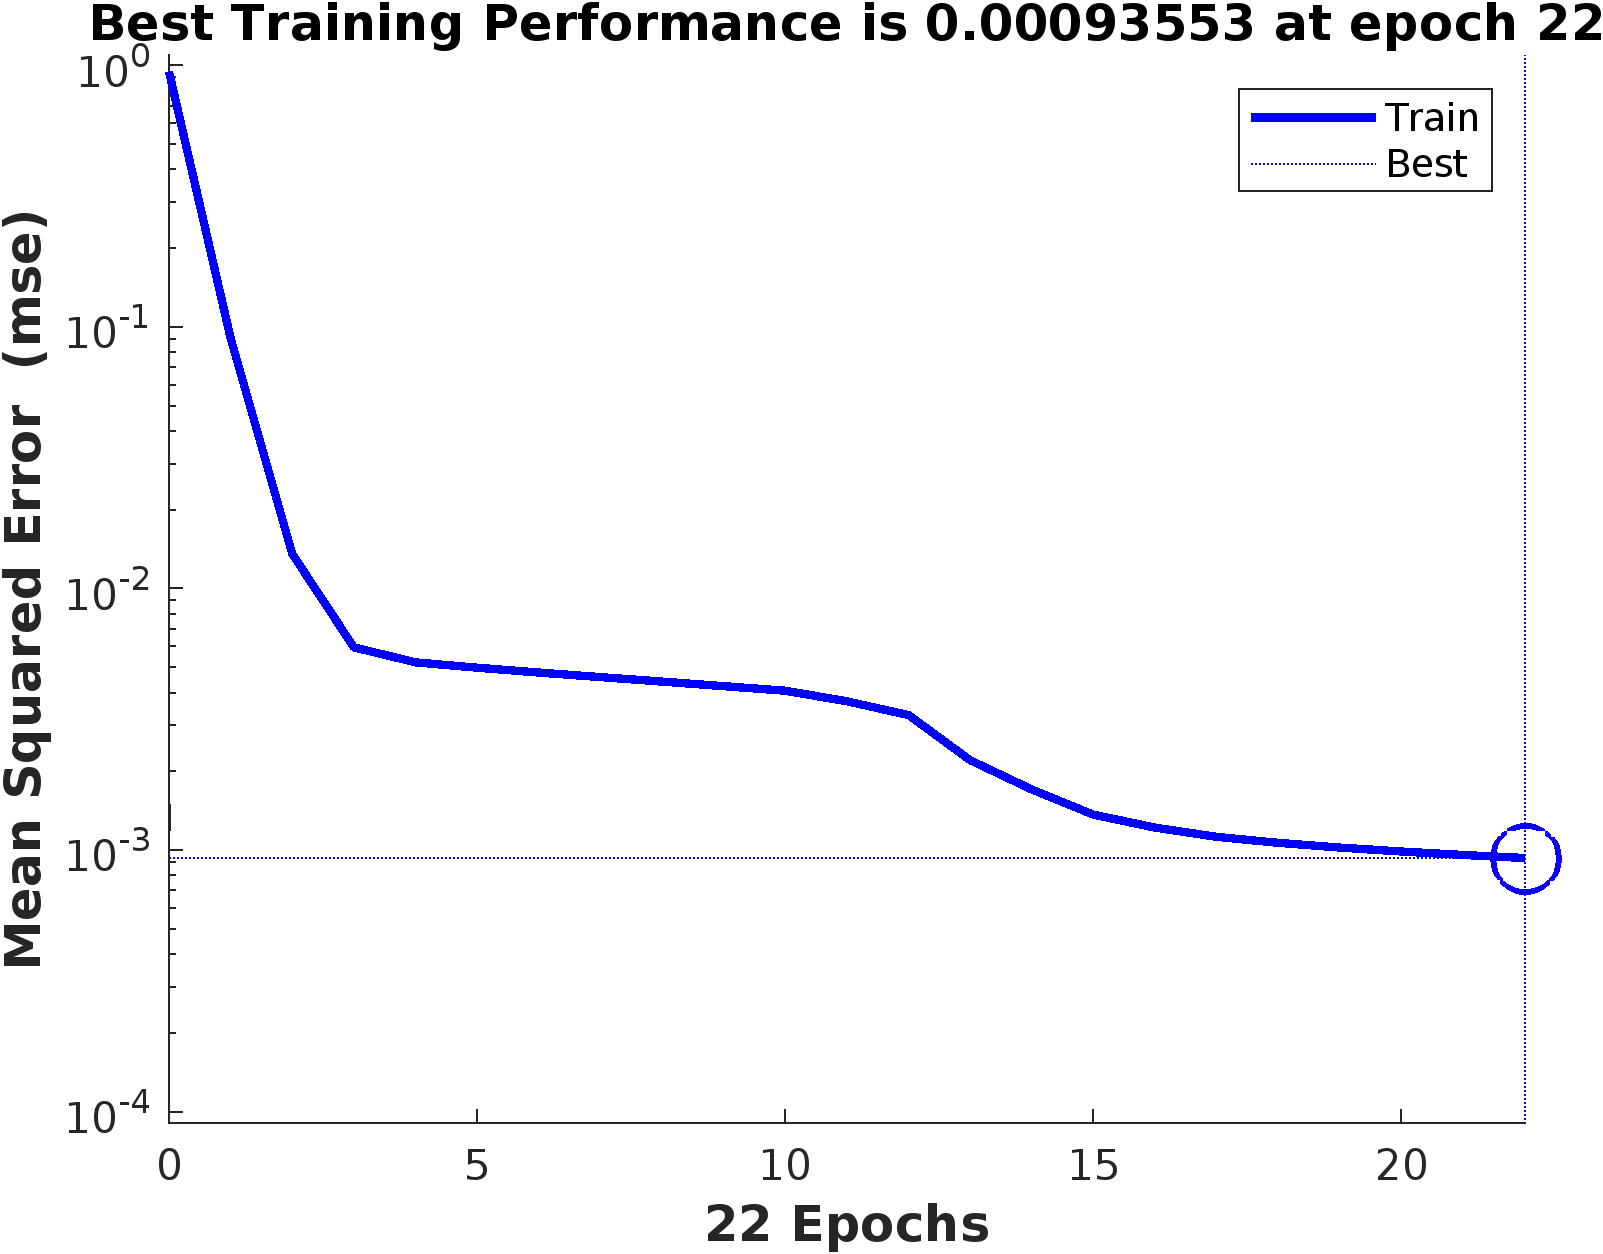 Best Training Performance is 0.00093553 at epoch 22
Mean Squared Error  (mse)
10^0
10^-1
10^-2
10^-3
10^-4
Train
Best
0 5 10 15 20
22 Epochs